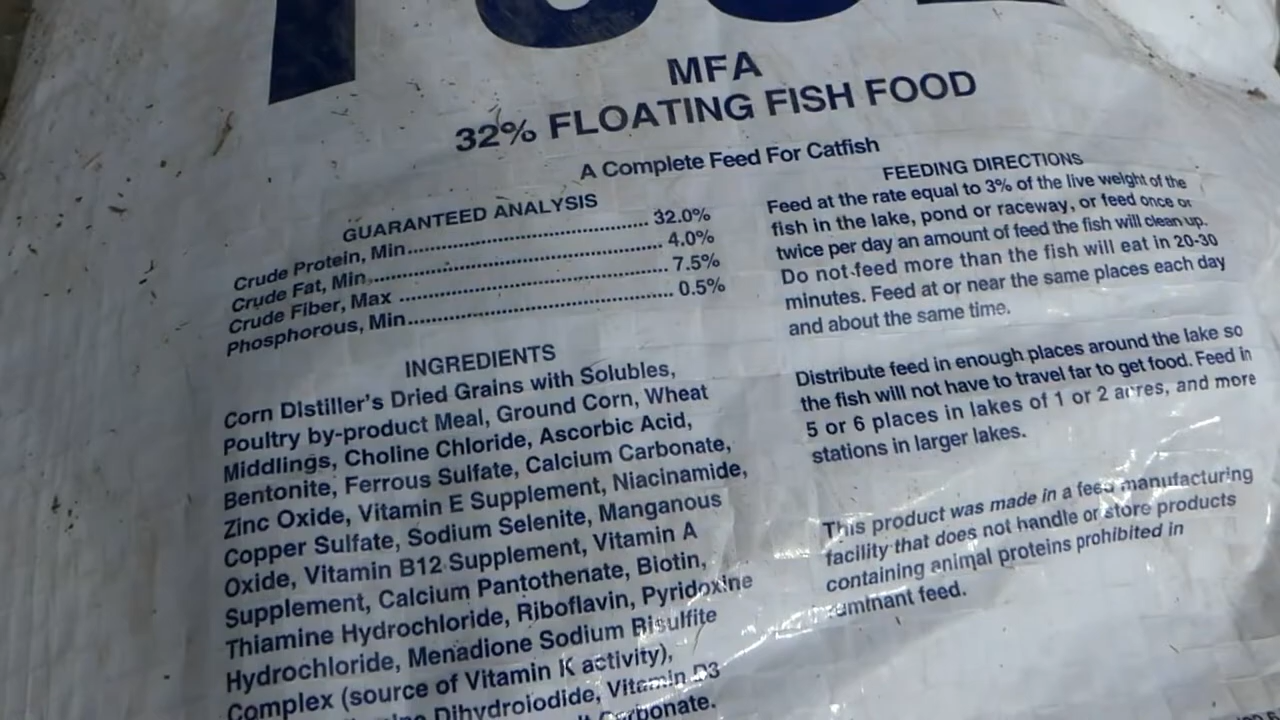 MFA
32% FLOATING FISH FOOD
A Complete Feed For Catfish
GUARANTEED ANALYSIS
Crude Protein, Min........................................ 32.0%
Crude Fat, Min................................................ 4.0%
Crude Fiber, Max ............................................ 7.5%
Phosphorous, Min........................................... 0.5%
INGREDIENTS
Corn DIstiller's Dried Grains with Solubles,
Poultry by-product Meal, Ground Corn, Wheat
Middlings, Choline Chloride, Ascorbic Acid,
Bentonite, Ferrous Sulfate, Calcium Carbonate,
Zinc Oxide, Vitamin E Supplement, Niacinamide,
Copper Sulfate, Sodium Selenite, Manganous
Oxide, Vitamin B12 Supplement, Vitamin A
Supplement, Calcium Pantothenate, Biotin,
Thiamine Hydrochloride, Riboflavin, Pyridoxine
Hydrochloride, Menadione Sodium Bisulfite
Complex (source of Vitamin K activity),
Dihydroiodide, Vitamin D3
Carbonate.
FEEDING DIRECTIONS
Feed at the rate equal to 3% of the live weight of the
fish in the lake, pond or raceway, or feed once or
twice per day an amount of feed the fish will clean up.
Do not feed more than the fish will eat in 20-30
minutes. Feed at or near the same places each day
and about the same time.
Distribute feed in enough places around the lake so
the fish will not have to travel far to get food. Feed in
5 or 6 places in lakes of 1 or 2 acres, and more
stations in larger lakes.
This product was made in a feed manufacturing
facility that does not handle or store products
containing animal proteins prohibited in
ruminant feed.